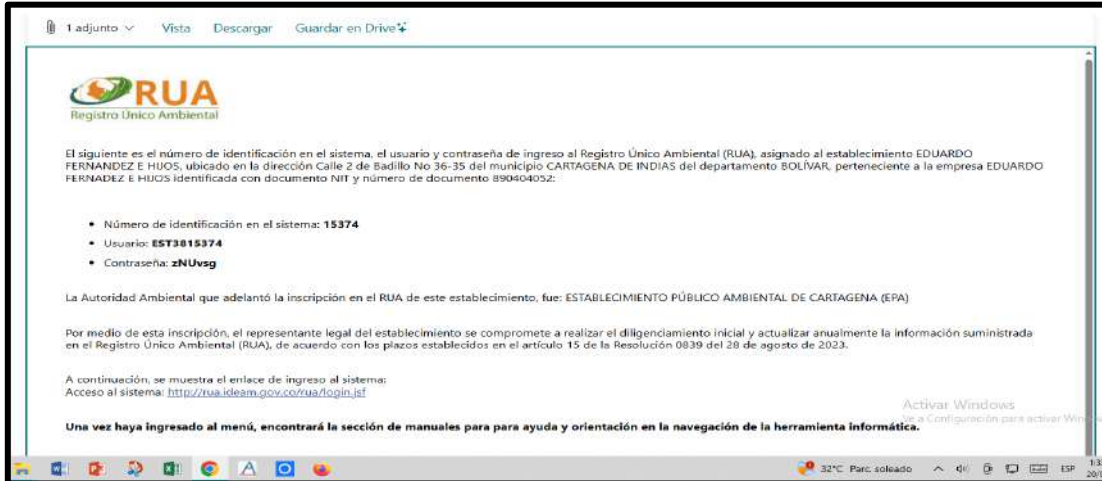 1 adjunto Vista Descargar Guardar en Drive
RUA
Registro Único Ambiental
El siguiente es el número de identificación en el sistema, el usuario y contraseña de ingreso al Registro Único Ambiental (RUA), asignado al establecimiento EDUARDO
FERNANDEZ E HIJOS, ubicado en la dirección Calle 2 de Badillo No 36-35 del municipio CARTAGENA DE INDIAS del departamento BOLÍVAR, perteneciente a la empresa EDUARDO
FERNADEZ E HIJOS identificada con documento NIT y número de documento 890404052:
• Número de identificación en el sistema: 15374
• Usuario: EST3815374
• Contraseña: zNUvsg
La Autoridad Ambiental que adelantó la inscripción en el RUA de este establecimiento, fue: ESTABLECIMIENTO PÚBLICO AMBIENTAL DE CARTAGENA (EPA)
Por medio de esta inscripción, el representante legal del establecimiento se compromete a realizar el diligenciamiento inicial y actualizar anualmente la información suministrada
en el Registro Único Ambiental (RUA), de acuerdo con los plazos establecidos en el artículo 15 de la Resolución 0839 del 28 de agosto de 2023.
A continuación, se muestra el enlace de ingreso al sistema:
Acceso al sistema: http://rua.ideam.gov.co/rua/login.jsf
Activar Windows
Ve a Configuración para activar
Una vez haya ingresado al menú, encontrará la sección de manuales para para ayuda y orientación en la navegación de la herramienta informática.
32°C Parc. soleado ESP